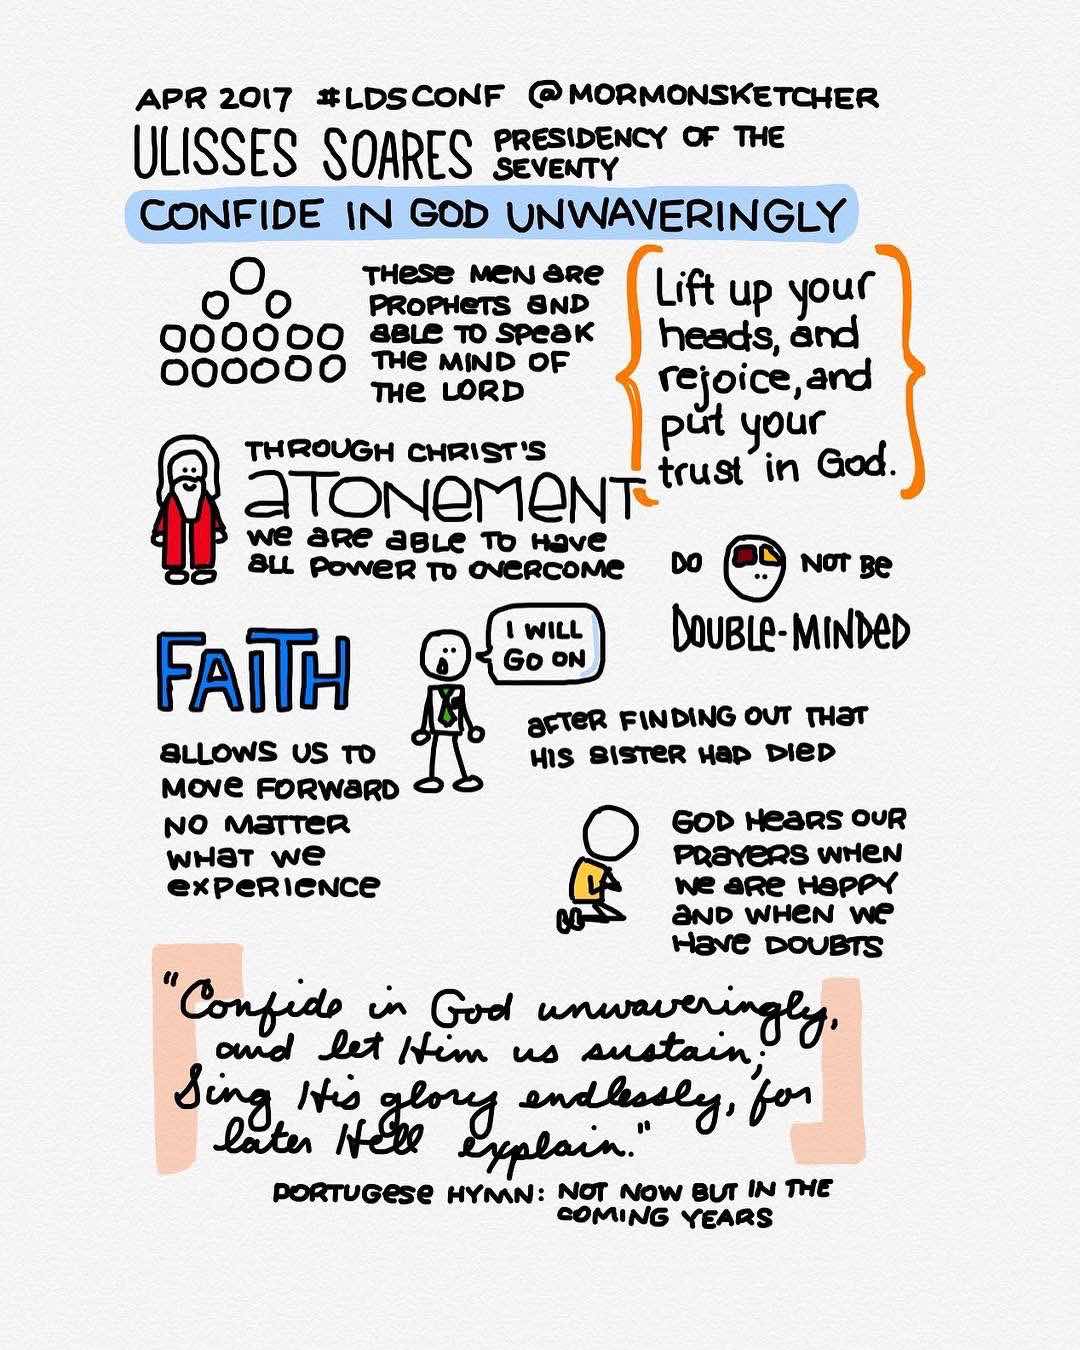 APR 2017 #LDSCONF @MORMONSKETCHER
ULISSES SOARES PRESIDENCY OF THE
SEVENTY
CONFIDE IN GOD UNWAVERINGLY
THESE MEN ARE
PROPHETS AND
ABLE TO SPEAK
THE MIND OF
THE LORD
Lift up your
heads, and
rejoice, and
put your
trust in God.
THROUGH CHRIST'S
ATONEMENT
WE ARE ABLE TO HAVE
ALL POWER TO OVERCOME
DO NOT BE
DOUBLE-MINDED
FAITH
ALLOWS US TO
MOVE FORWARD
NO MATTER
WHAT WE
EXPERIENCE
I WILL
GO ON
AFTER FINDING OUT THAT
HIS SISTER HAD DIED
GOD HEARS OUR
PRAYERS WHEN
WE ARE HAPPY
AND WHEN WE
HAVE DOUBTS
"Confide in God unwaveringly,
and let Him us sustain;
Sing His glory endlessly, for
later He'll explain."
PORTUGESE HYMN: NOT NOW BUT IN THE
COMING YEARS